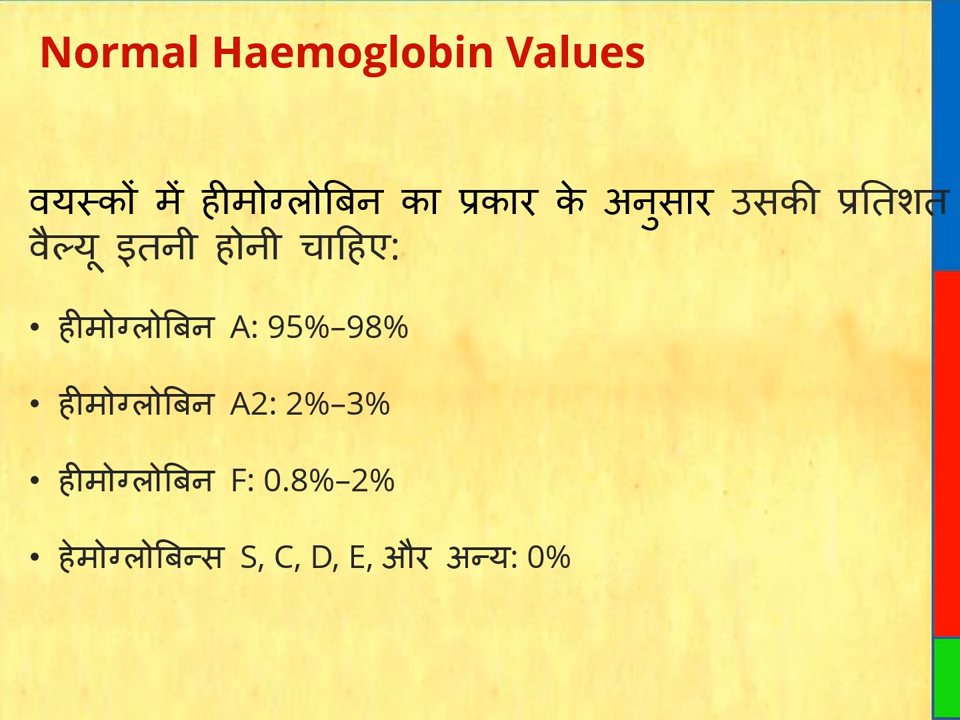 Normal Haemoglobin Values
वयस्कों में हीमोग्लोबिन का प्रकार के अनुसार उसकी प्रतिशत
वैल्यू इतनी होनी चाहिए:
• हीमोग्लोबिन A: 95%–98%
• हीमोग्लोबिन A2: 2%–3%
• हीमोग्लोबिन F: 0.8%–2%
• हेमोग्लोबिन्स S, C, D, E, और अन्य: 0%